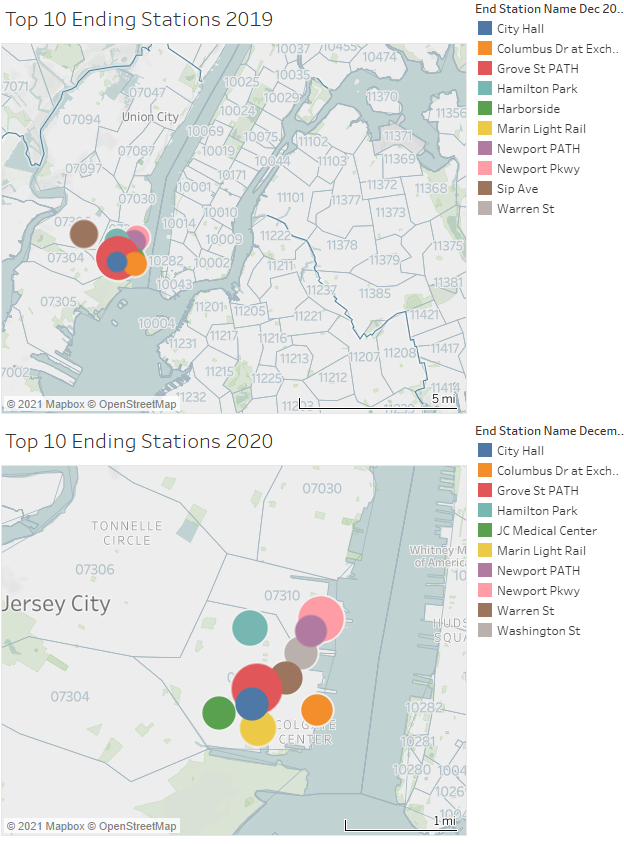 Top 10 Ending Stations 2019
End Station Name Dec 20..
City Hall
Columbus Dr at Exch..
Grove St PATH
Hamilton Park
Harborside
Marin Light Rail
Newport PATH
Newport Pkwy
Sip Ave
Warren St
10037
10455
10474
10035
7071
10025
07047
10029
11370
11356
10024
Union City
07094
10069
10075
11371
11102
07087
10019
10044
11103
11369
07097
10171
11368
10001
11377
11101
07030
11373
10010
10014
11222
11378
11375
10009
07304
10282
10002
11211
11379
11381
10043
11237
11385
07305
11201
11205
11421
10004
11221
11231
11417
11207
11208
11213
11217
7002
11215
11225
11212
11414
11232
5 mi
© 2021 Mapbox © OpenStreetMap
Top 10 Ending Stations 2020
End Station Name Decem..
City Hall
Columbus Dr at Exch..
Grove St PATH
Hamilton Park
JC Medical Center
Marin Light Rail
Newport PATH
Newport Pkwy
Warren St
Washington St
07030
TONNELLE
CIRCLE
Whitney M
of America
07306
07310
Jersey City
HUDS
SQUA
07304
10282
COLGATE
CENTER
10281
10280
1004
1026
1 mi
© 2021 Mapbox © OpenStreetMap